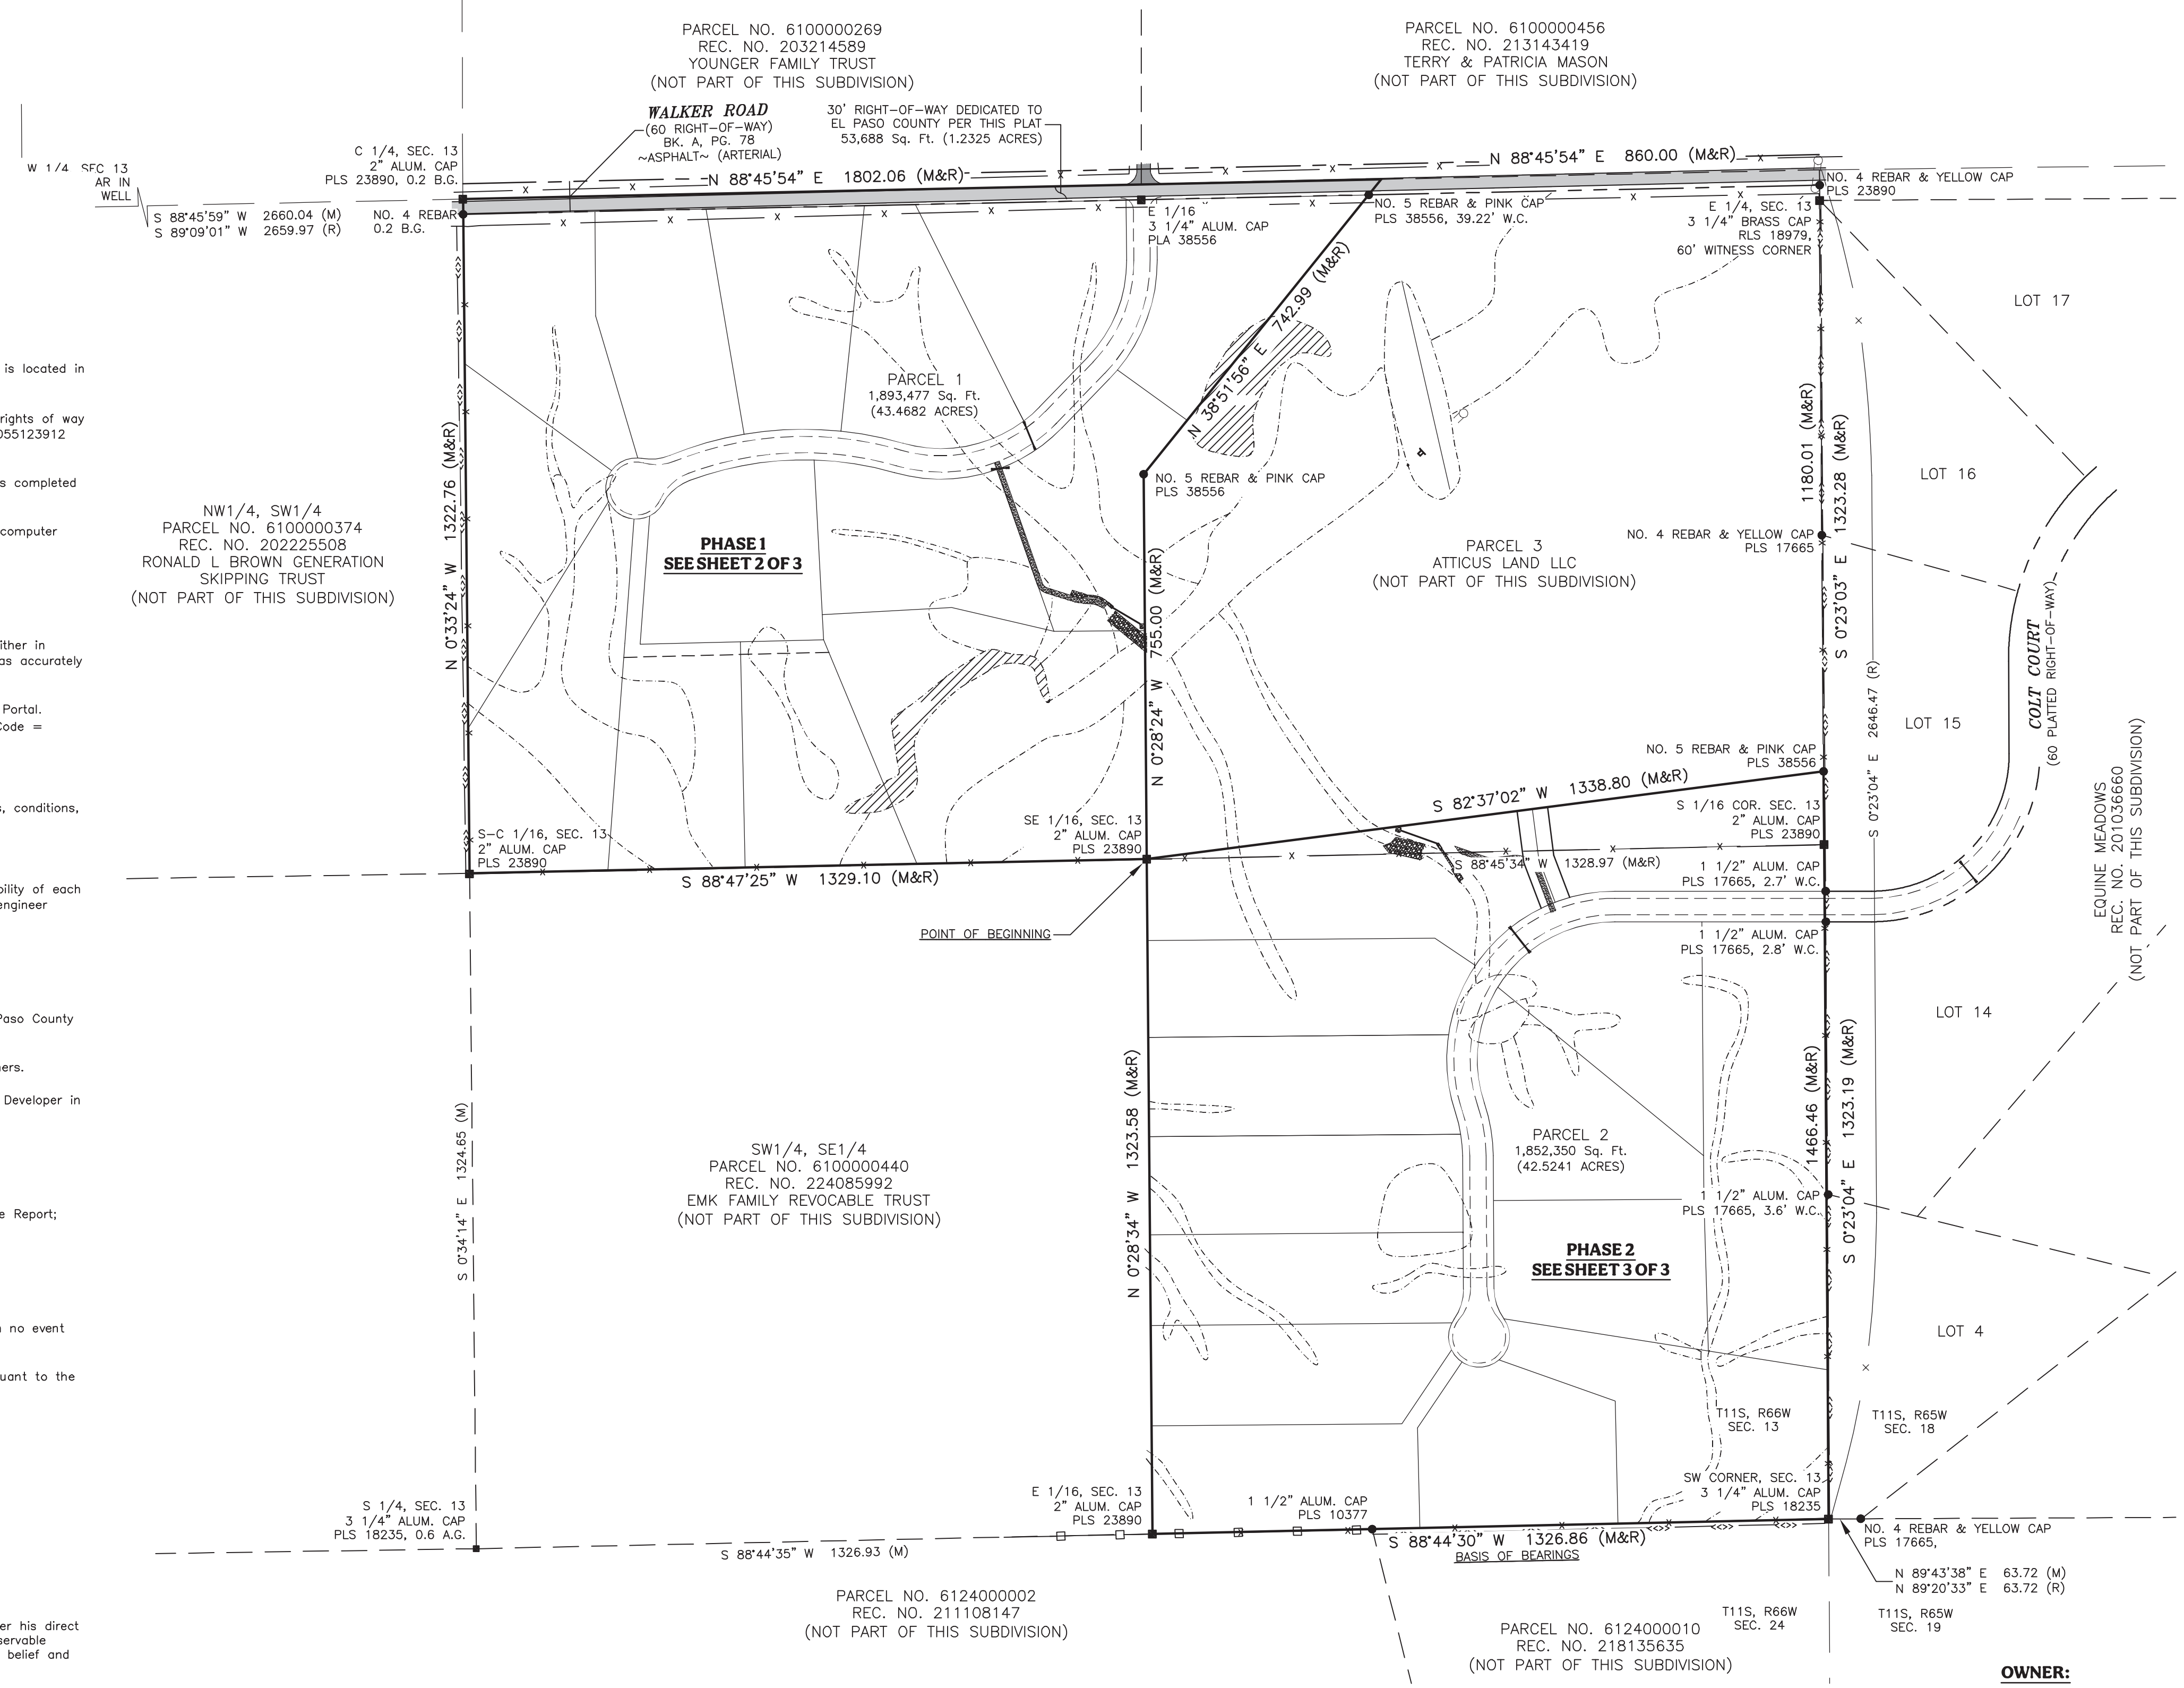 PARCEL NO. 6100000269
REC. NO. 203214589
YOUNGER FAMILY TRUST
(NOT PART OF THIS SUBDIVISION)
PARCEL NO. 6100000456
REC. NO. 213143419
TERRY & PATRICIA MASON
(NOT PART OF THIS SUBDIVISION)
WALKER ROAD
(60 RIGHT-OF-WAY)
BK. A, PG. 78
~ASPHALT~ (ARTERIAL)
30' RIGHT-OF-WAY DEDICATED TO
EL PASO COUNTY PER THIS PLAT
53,688 Sq. Ft. (1.2325 ACRES)
C 1/4, SEC. 13
2" ALUM. CAP
PLS 23890, 0.2 B.G.
W 1/4 SEC 13
AR IN
WELL
S 88°45'59" W 2660.04 (M)
S 89°09'01" W 2659.97 (R)
NO. 4 REBAR
0.2 B.G.
N 88°45'54" E 1802.06 (M&R)
N 88°45'54" E 860.00 (M&R)
NO. 4 REBAR & YELLOW CAP
PLS 23890
E 1/16
3 1/4" ALUM. CAP
PLA 38556
NO. 5 REBAR & PINK CAP
PLS 38556, 39.22' W.C.
E 1/4, SEC. 13
3 1/4" BRASS CAP
RLS 18979,
60' WITNESS CORNER
N 38°51'56" E 742.99 (M&R)
LOT 17
is located in
rights of way
055123912
s completed
computer
PARCEL 1
1,893,477 Sq. Ft.
(43.4682 ACRES)
N 0°33'24" W 1322.76 (M&R)
NW1/4, SW1/4
PARCEL NO. 6100000374
REC. NO. 202225508
RONALD L BROWN GENERATION
SKIPPING TRUST
(NOT PART OF THIS SUBDIVISION)
PHASE 1
SEE SHEET 2 OF 3
NO. 5 REBAR & PINK CAP
PLS 38556
1180.01 (M&R)
S 0°23'03" E 1323.28 (M&R)
LOT 16
NO. 4 REBAR & YELLOW CAP
PLS 17665
PARCEL 3
ATTICUS LAND LLC
(NOT PART OF THIS SUBDIVISION)
N 0°28'24" W 755.00 (M&R)
COLT COURT
(60 PLATTED RIGHT-OF-WAY)
S 0°23'04" E 2646.47 (R)
LOT 15
EQUINE MEADOWS
REC. NO. 201036660
(NOT PART OF THIS SUBDIVISION)
ither in
as accurately
Portal.
Code =
s, conditions,
NO. 5 REBAR & PINK CAP
PLS 38556
S 82°37'02" W 1338.80 (M&R)
S 1/16 COR. SEC. 13
2" ALUM. CAP
PLS 23890
S-C 1/16, SEC. 13
2" ALUM. CAP
PLS 23890
SE 1/16, SEC. 13
2" ALUM. CAP
PLS 23890
S 88°45'34" W 1328.97 (M&R)
S 88°47'25" W 1329.10 (M&R)
1 1/2" ALUM. CAP
PLS 17665, 2.7' W.C.
POINT OF BEGINNING
1 1/2" ALUM. CAP
PLS 17665, 2.8' W.C.
bility of each
engineer
LOT 14
Paso County
ners.
Developer in
S 0°34'14" E 1324.65 (M)
N 0°28'34" W 1323.58 (M&R)
1466.46 (M&R)
S 0°23'04" E 1323.19 (M&R)
SW1/4, SE1/4
PARCEL NO. 6100000440
REC. NO. 224085992
EMK FAMILY REVOCABLE TRUST
(NOT PART OF THIS SUBDIVISION)
PARCEL 2
1,852,350 Sq. Ft.
(42.5241 ACRES)
1 1/2" ALUM. CAP
PLS 17665, 3.6' W.C.
PHASE 2
SEE SHEET 3 OF 3
e Report;
n no event
uant to the
LOT 4
T11S, R66W
SEC. 13
T11S, R65W
SEC. 18
SW CORNER, SEC. 13
3 1/4" ALUM. CAP
PLS 18235
E 1/16, SEC. 13
2" ALUM. CAP
PLS 23890
1 1/2" ALUM. CAP
PLS 10377
S 1/4, SEC. 13
3 1/4" ALUM. CAP
PLS 18235, 0.6 A.G.
S 88°44'35" W 1326.93 (M)
S 88°44'30" W 1326.86 (M&R)
BASIS OF BEARINGS
NO. 4 REBAR & YELLOW CAP
PLS 17665,
N 89°43'38" E 63.72 (M)
N 89°20'33" E 63.72 (R)
PARCEL NO. 6124000002
REC. NO. 211108147
(NOT PART OF THIS SUBDIVISION)
PARCEL NO. 6124000010
REC. NO. 218135635
(NOT PART OF THIS SUBDIVISION)
T11S, R66W
SEC. 24
T11S, R65W
SEC. 19
er his direct
servable
belief and
OWNER: